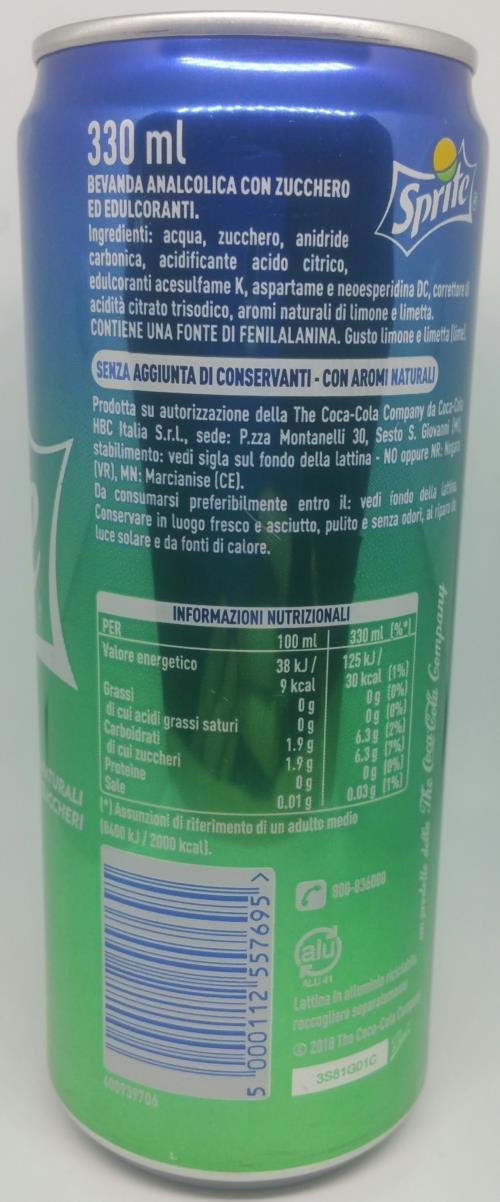 330 ml
Sprite
BEVANDA ANALCOLICA CON ZUCCHERO
ED EDULCORANTI.
Ingredienti: acqua, zucchero, anidride
carbonica, acidificante acido citrico,
edulcoranti acesulfame K, aspartame e neoesperidina DC, correttore di
acidità citrato trisodico, aromi naturali di limone e limetta.
CONTIENE UNA FONTE DI FENILALANINA. Gusto limone e limetta (lime).
SENZA AGGIUNTA DI CONSERVANTI - CON AROMI NATURALI
Prodotta su autorizzazione della The Coca-Cola Company da Coca-Cola
HBC Italia S.r.l., sede: P.zza Montanelli 30, Sesto S. Giovanni (MI),
stabilimento: vedi sigla sul fondo della lattina - NO oppure NR: Nogara
(VR), MN: Marcianise (CE).
Da consumarsi preferibilmente entro il: vedi fondo della lattina.
Conservare in luogo fresco e asciutto, pulito e senza odori, al riparo da
luce solare e da fonti di calore.
INFORMAZIONI NUTRIZIONALI
PER 100 ml 330 ml (%*)
Valore energetico 38 kJ / 125 kJ /
9 kcal 30 kcal (1%)
Grassi 0 g 0 g (0%)
di cui acidi grassi saturi 0 g 0 g (0%)
Carboidrati 1.9 g 6.3 g (2%)
di cui zuccheri 1.9 g 6.3 g (7%)
Proteine 0 g 0 g (0%)
Sale 0.01 g 0.03 g (1%)
(*) Assunzioni di riferimento di un adulto medio
(8400 kJ / 2000 kcal).
un prodotto della The Coca-Cola Company
TURALI
CCHERI
800-836000
alu
ALU 41
Lattina in alluminio riciclabile,
raccogliere separatamente
© 2018 The Coca-Cola Company
3S81G01C
5 000112 557695 >
400939706